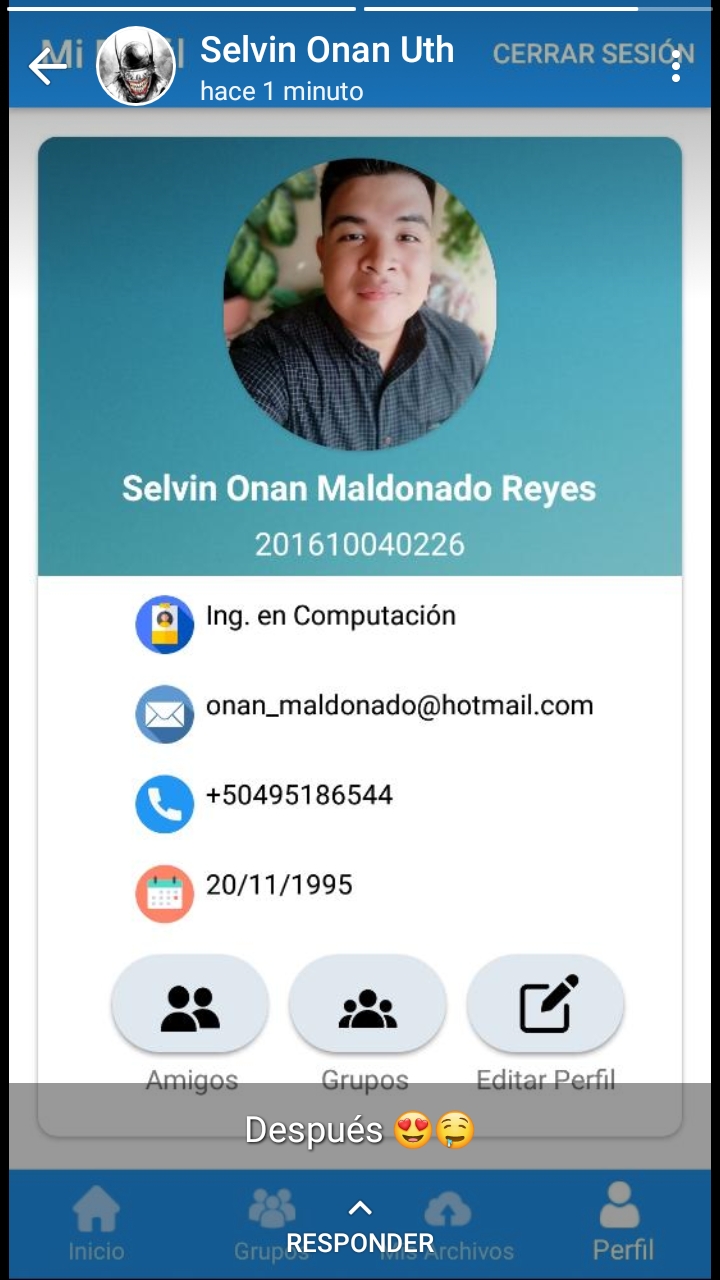 Mi Perfil
Selvin Onan Uth
CERRAR SESIÓN
hace 1 minuto
Selvin Onan Maldonado Reyes
201610040226
Ing. en Computación
onan_maldonado@hotmail.com
+50495186544
20/11/1995
Amigos
Grupos
Editar Perfil
Después 😍🤤
Inicio
Grupos
Mis Archivos
Perfil
RESPONDER